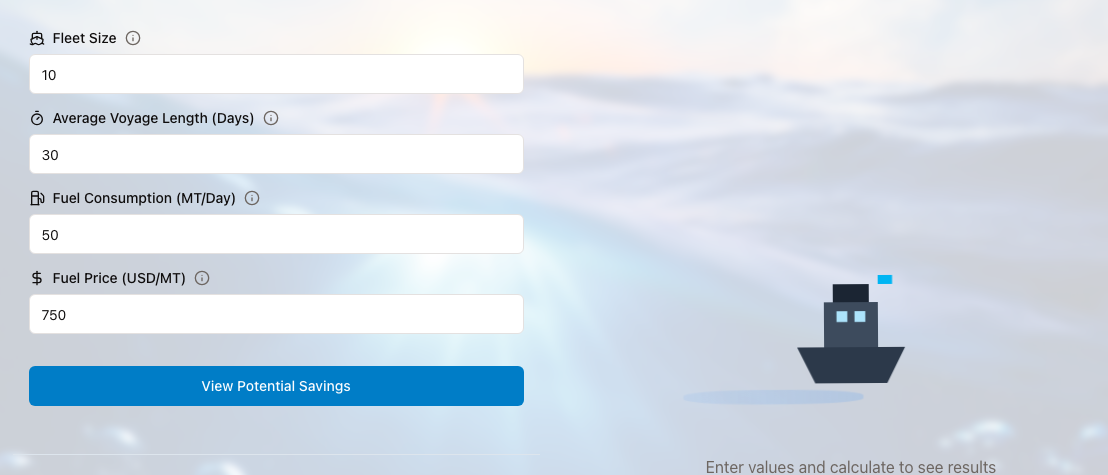 Fleet Size
10
Average Voyage Length (Days)
30
Fuel Consumption (MT/Day)
50
Fuel Price (USD/MT)
750
View Potential Savings
Enter values and calculate to see results